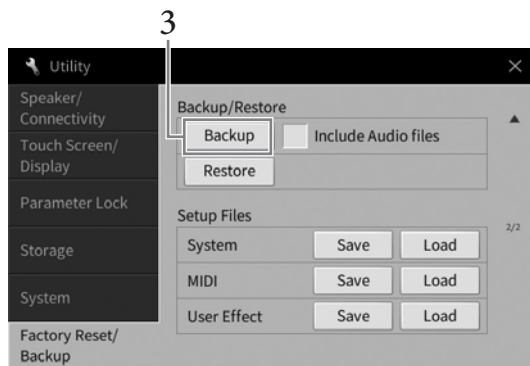 3
Utility
×
Speaker/
Connectivity
Touch Screen/
Display
Parameter Lock
Storage
System
Factory Reset/
Backup
Backup/Restore
Backup Include Audio files
Restore
Setup Files
System Save Load
MIDI Save Load
User Effect Save Load
2/2